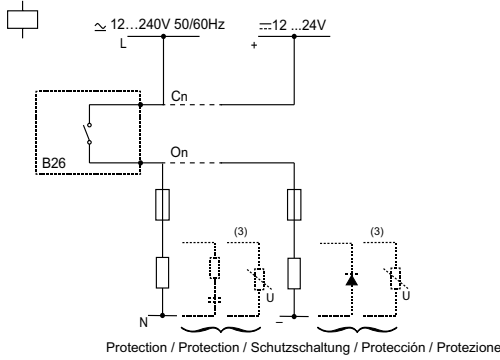 ≃ 12...240V 50/60Hz
L
⎓12 ...24V
+
Cn
On
B26
(3)
(3)
U
U
N
–
Protection / Protection / Schutzschaltung / Protección / Protezione